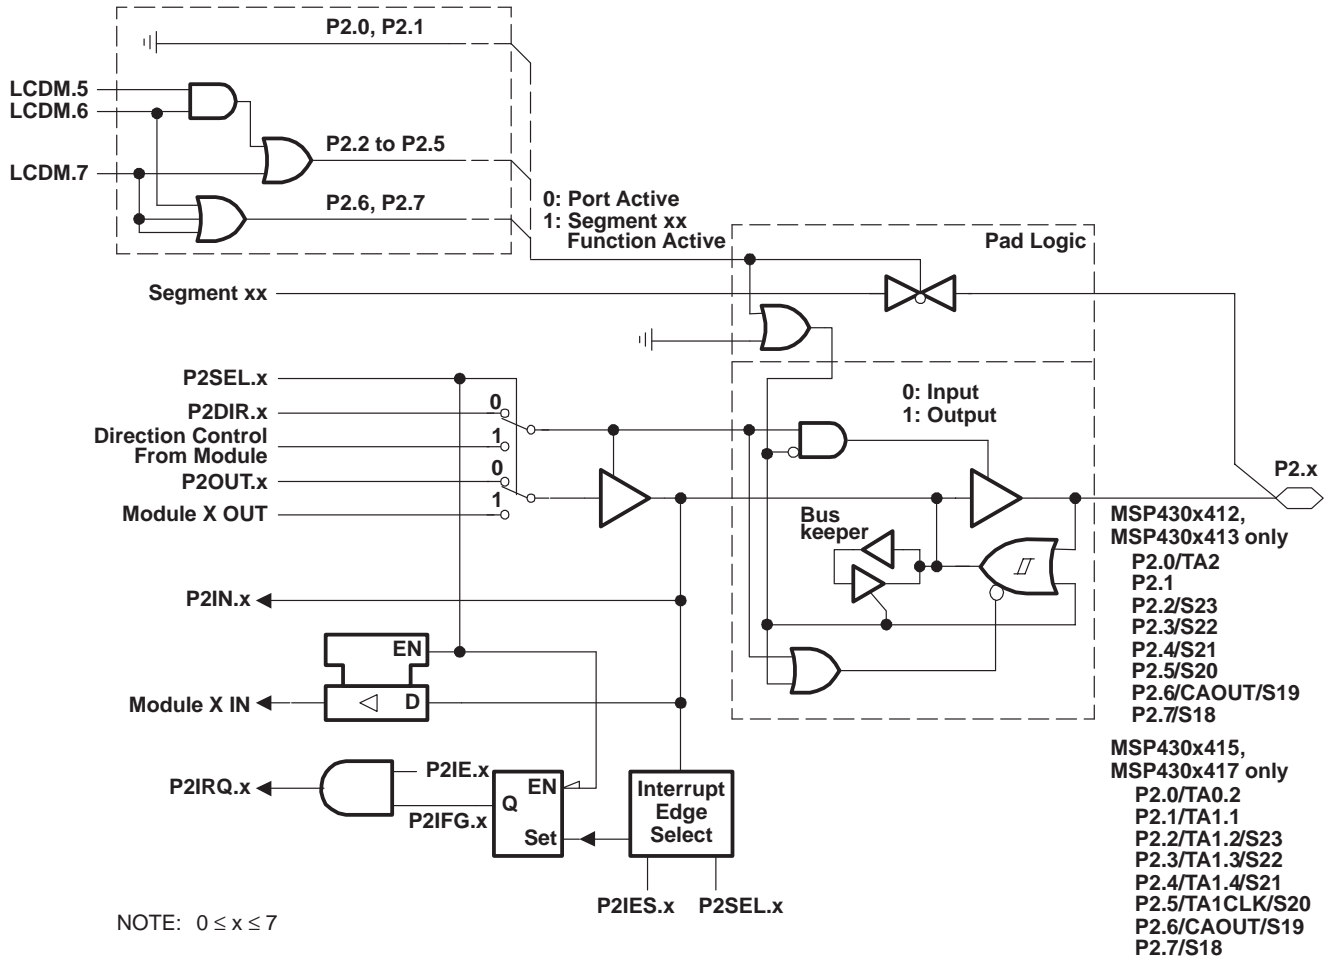 P2.0, P2.1
LCDM.5
LCDM.6
P2.2 to P2.5
LCDM.7
P2.6, P2.7
0: Port Active
1: Segment xx
Function Active
Pad Logic
Segment xx
P2SEL.x
0: Input
1: Output
P2DIR.x
0
Direction Control
From Module
1
P2OUT.x
0
Module X OUT
1
P2.x
Bus
keeper
MSP430x412,
MSP430x413 only
P2.0/TA2
P2.1
P2.2/S23
P2.3/S22
P2.4/S21
P2.5/S20
P2.6/CAOUT/S19
P2.7/S18
P2IN.x
EN
Module X IN
D
MSP430x415,
MSP430x417 only
P2.0/TA0.2
P2.1/TA1.1
P2.2/TA1.2/S23
P2.3/TA1.3/S22
P2.4/TA1.4/S21
P2.5/TA1CLK/S20
P2.6/CAOUT/S19
P2.7/S18
P2IRQ.x
P2IE.x
P2IFG.x
EN
Q
Set
Interrupt
Edge
Select
P2IES.x
P2SEL.x
NOTE: 0 ≤ x ≤ 7